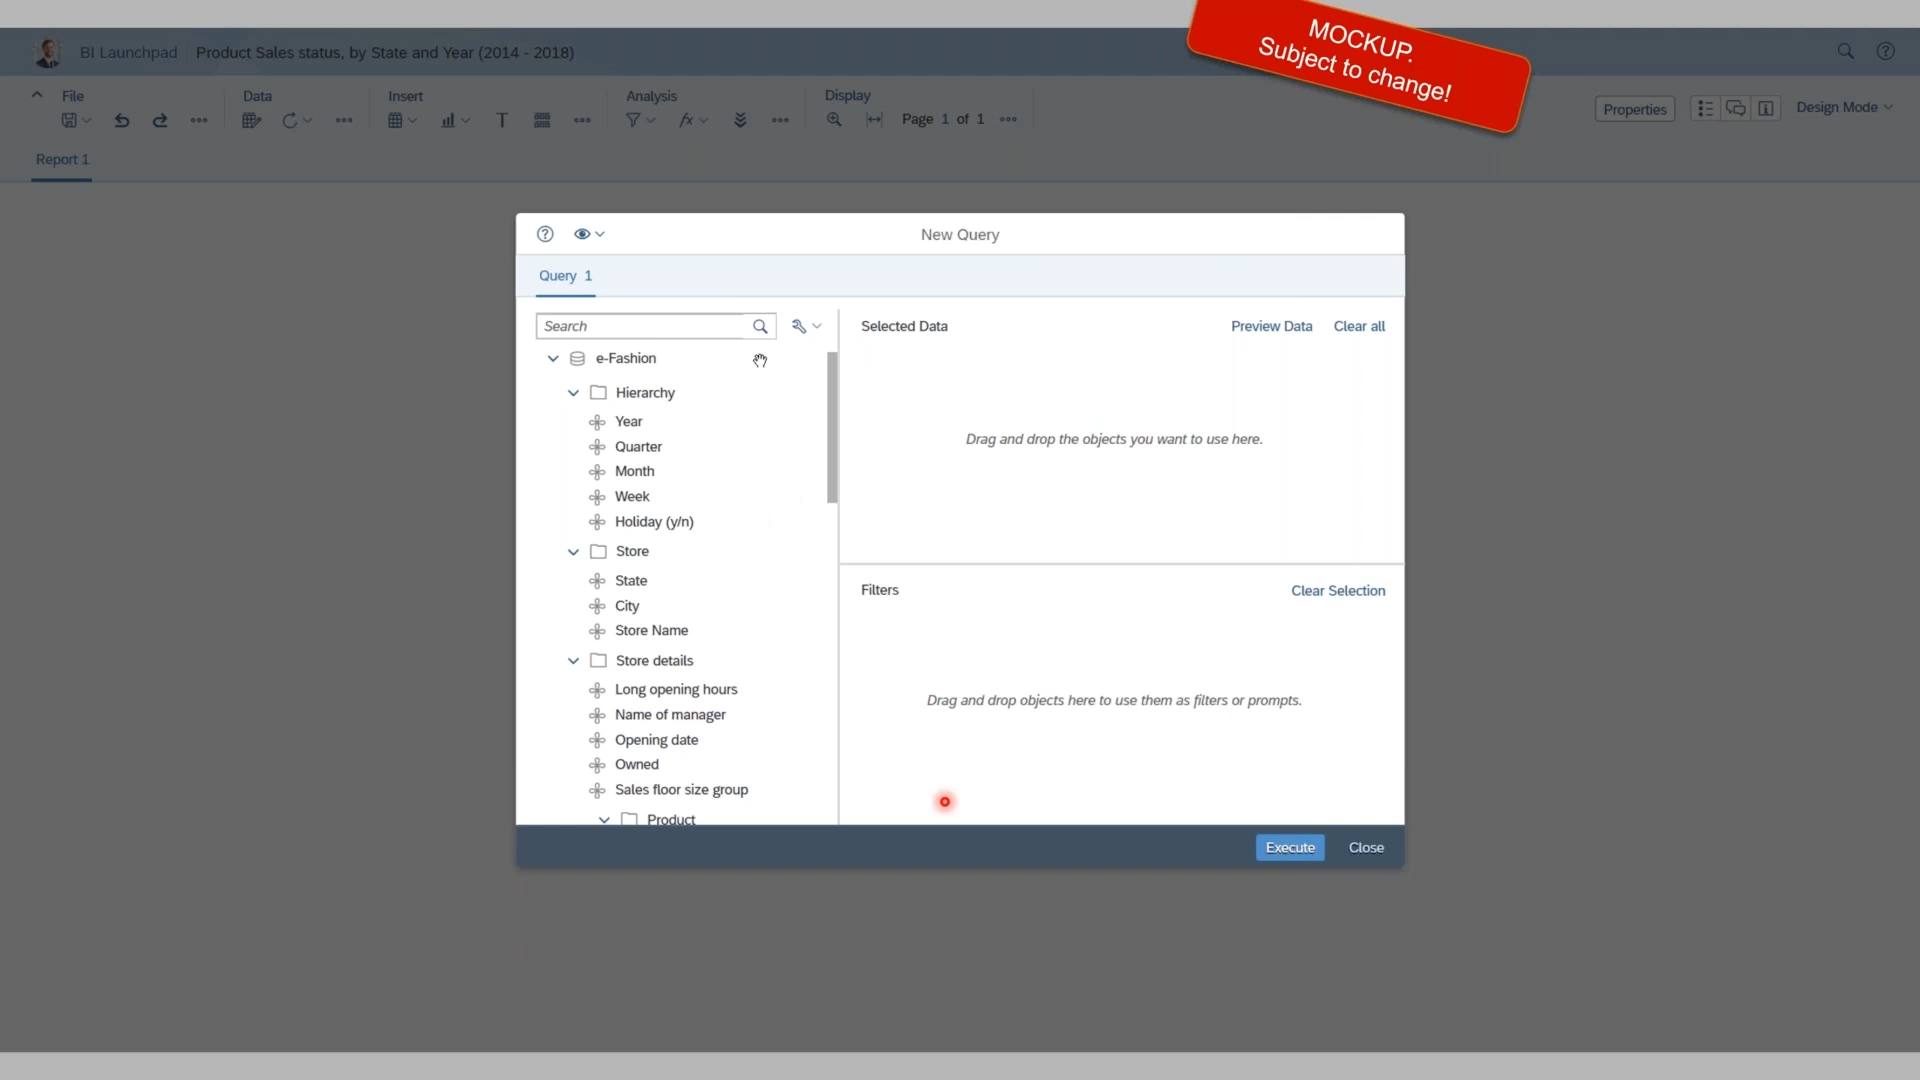 MOCKUP.
Subject to change!
BI Launchpad
Product Sales status, by State and Year (2014 - 2018)
File
Data
Insert
Analysis
Display
Page 1 of 1
Properties
Design Mode
Report 1
New Query
Query 1
Search
Selected Data
Preview Data
Clear all
e-Fashion
Hierarchy
Year
Quarter
Month
Week
Holiday (y/n)
Store
State
City
Store Name
Store details
Long opening hours
Name of manager
Opening date
Owned
Sales floor size group
Product
Drag and drop the objects you want to use here.
Filters
Clear Selection
Drag and drop objects here to use them as filters or prompts.
Execute
Close